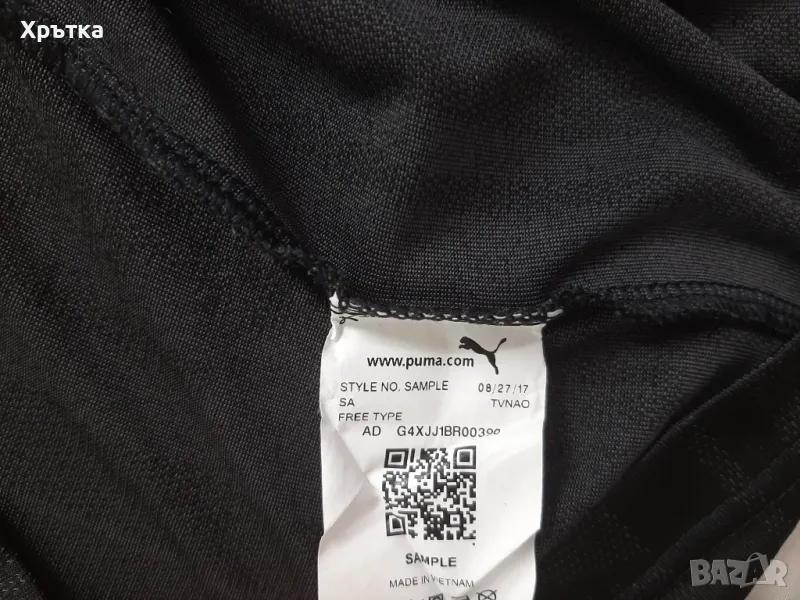 Хрътка
www.puma.com
STYLE NO. SAMPLE 08/27/17
SA TVNAO
FREE TYPE
AD
SAMPLE
MADE IN VIETNAM
BAZAR